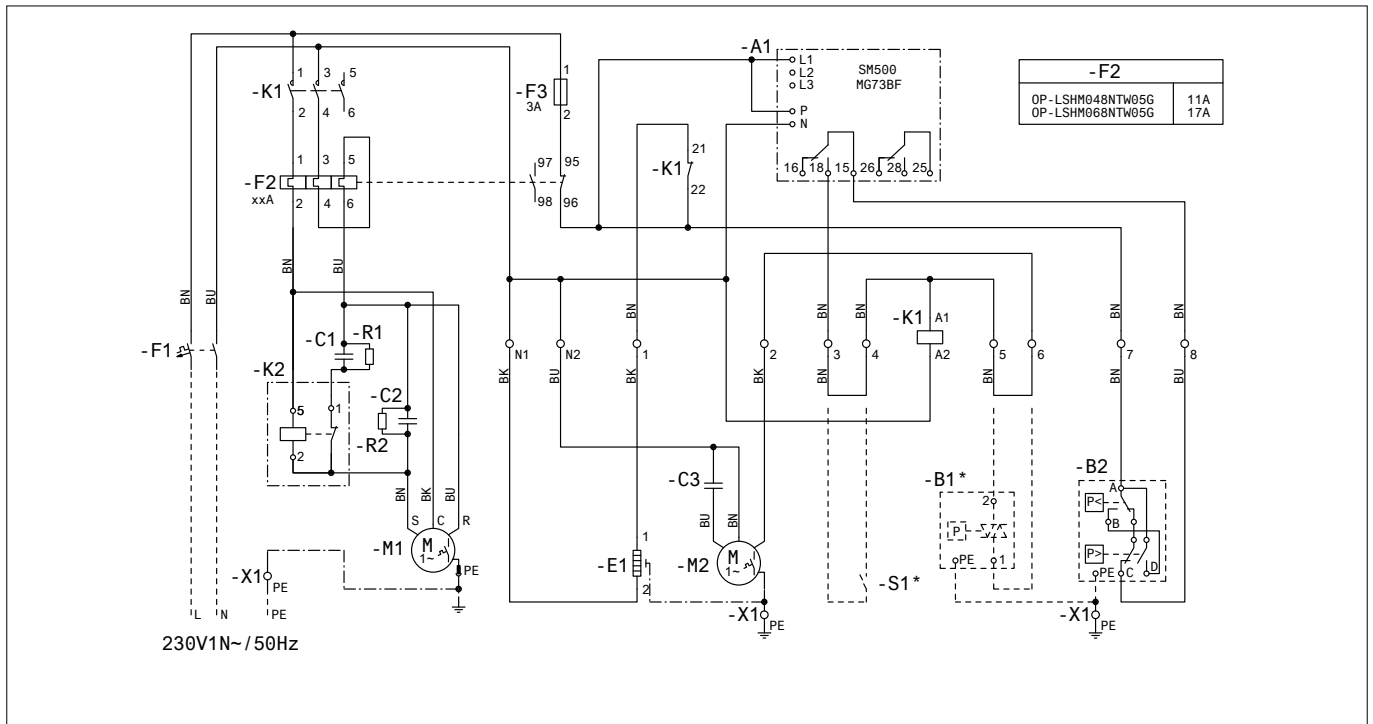 -A1
L1
L2
L3
P
N
SM500
MG73BF
16 18 15 26 28 25
-F2
OP-LSHM048NTW05G 11A
OP-LSHM068NTW05G 17A
1 3 5
-K1
2 4 6
-F3
3A
1
2
1 3 5
-F2
xxA
2 4 6
97 95
98 96
21
-K1
22
BN BU
BN BU
-F1
-C1 -R1
-K2
5 1
2
-C2
-R2
BN BK BU
S C R
-M1
M
1~
PE
-X1
PE
L N PE
230V1N~/50Hz
BN BN BN BN BN BN BN
-K1 A1
A2
N1 N2 1 2 3 4 5 6 7 8
BK BU BK BK BN BN BN BN BU
-C3
BU BN
1
-E1
2
-M2
M
1~
-X1
PE
-S1*
-B1*
2
P
PE 1
-B2
A
P<
B
P>
PE C D
-X1
PE